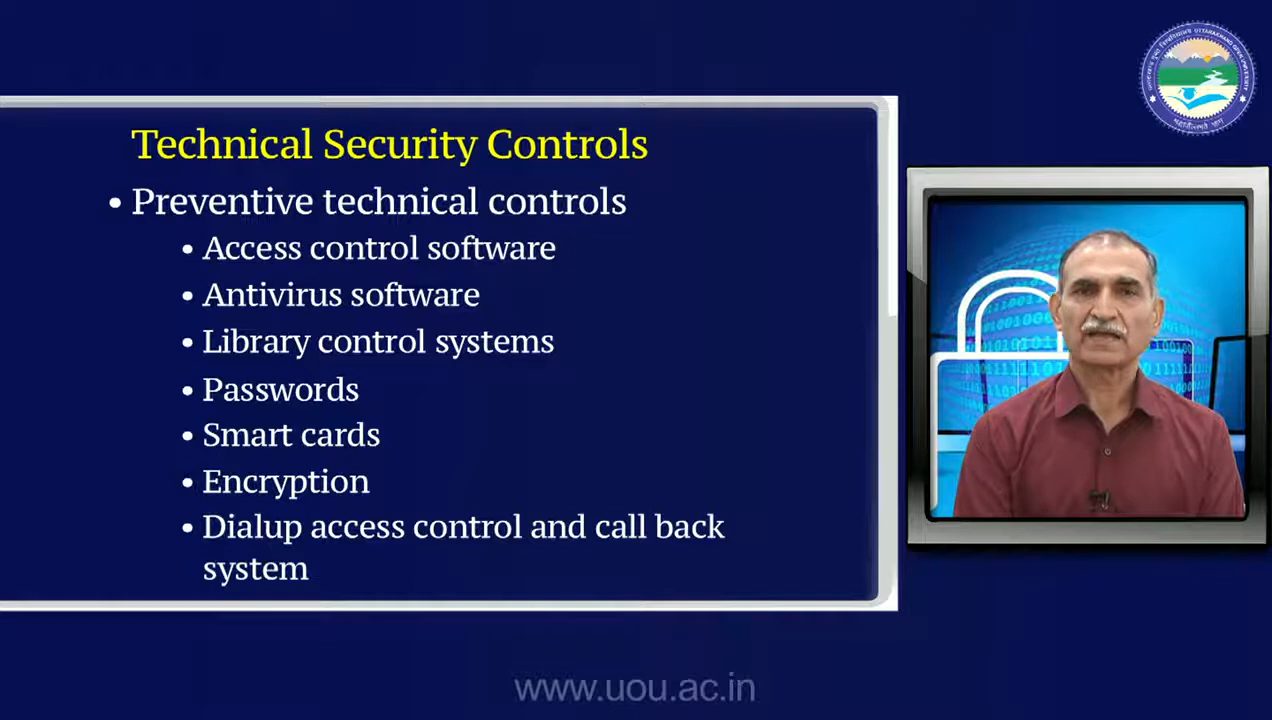 Technical Security Controls
• Preventive technical controls
• Access control software
• Antivirus software
• Library control systems
• Passwords
• Smart cards
• Encryption
• Dialup access control and call back
system
www.uou.ac.in